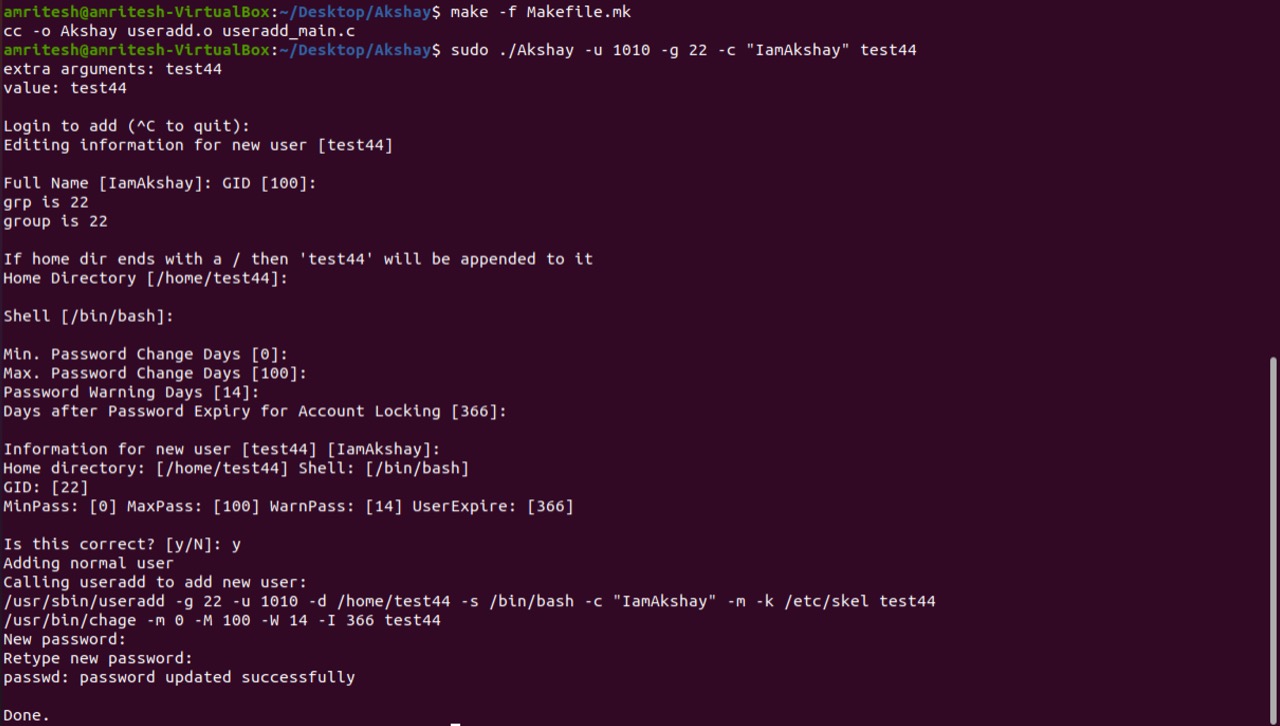 amritesh@amritesh-VirtualBox:~/Desktop/Akshay$ make -f Makefile.mk
cc -o Akshay useradd.o useradd_main.c
amritesh@amritesh-VirtualBox:~/Desktop/Akshay$ sudo ./Akshay -u 1010 -g 22 -c "IamAkshay" test44
extra arguments: test44
value: test44
Login to add (^C to quit):
Editing information for new user [test44]
Full Name [IamAkshay]: GID [100]:
grp is 22
group is 22
If home dir ends with a / then 'test44' will be appended to it
Home Directory [/home/test44]:
Shell [/bin/bash]:
Min. Password Change Days [0]:
Max. Password Change Days [100]:
Password Warning Days [14]:
Days after Password Expiry for Account Locking [366]:
Information for new user [test44] [IamAkshay]:
Home directory: [/home/test44] Shell: [/bin/bash]
GID: [22]
MinPass: [0] MaxPass: [100] WarnPass: [14] UserExpire: [366]
Is this correct? [y/N]: y
Adding normal user
Calling useradd to add new user:
/usr/sbin/useradd -g 22 -u 1010 -d /home/test44 -s /bin/bash -c "IamAkshay" -m -k /etc/skel test44
/usr/bin/chage -m 0 -M 100 -W 14 -I 366 test44
New password:
Retype new password:
passwd: password updated successfully
Done.